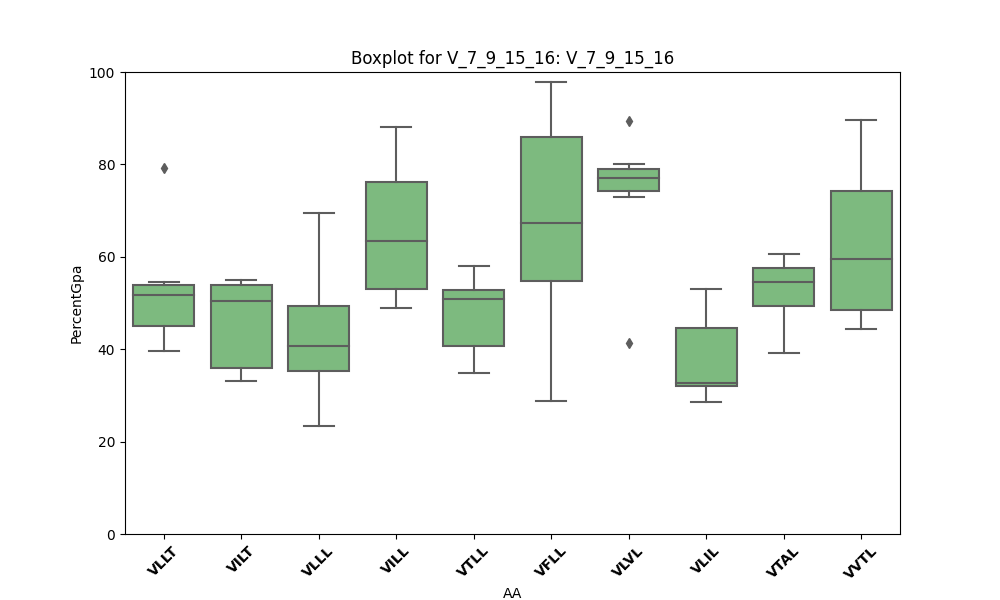 Boxplot for V_7_9_15_16: V_7_9_15_16
100
80
60
40
20
0
PercentGpa
VLLT
VILT
VLLL
VILL
VTLL
VFLL
VLVL
VLIL
VTAL
VVTL
AA